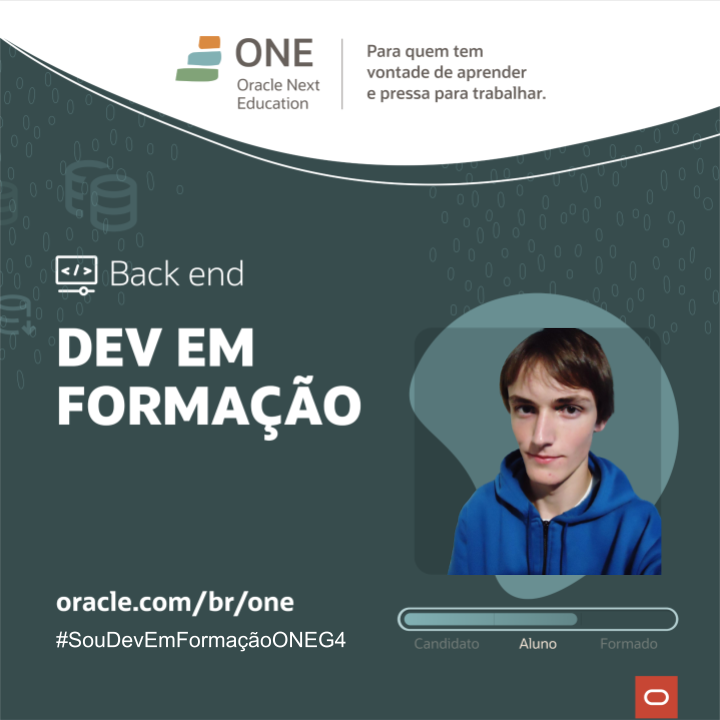 ONE
Oracle Next
Education
Para quem tem
vontade de aprender
e pressa para trabalhar.
</> Back end
DEV EM
FORMAÇÃO
oracle.com/br/one
#SouDevEmFormaçãoONEG4
Candidato Aluno Formado